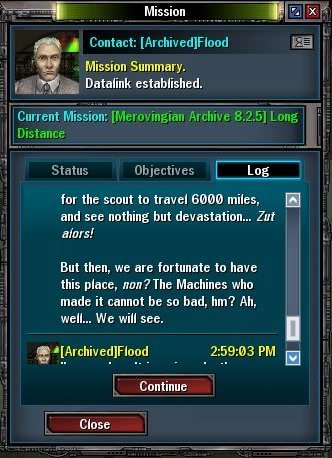 Mission
Contact: [Archived]Flood
Mission Summary.
Datalink established.
Current Mission: [Merovingian Archive 8.2.5] Long
Distance
Status
Objectives
Log
for the scout to travel 6000 miles,
and see nothing but devastation... Zut
alors!
But then, we are fortunate to have
this place, non? The Machines who
made it cannot be so bad, hm? Ah,
well... We will see.
[Archived]Flood 2:59:03 PM
Continue
Close